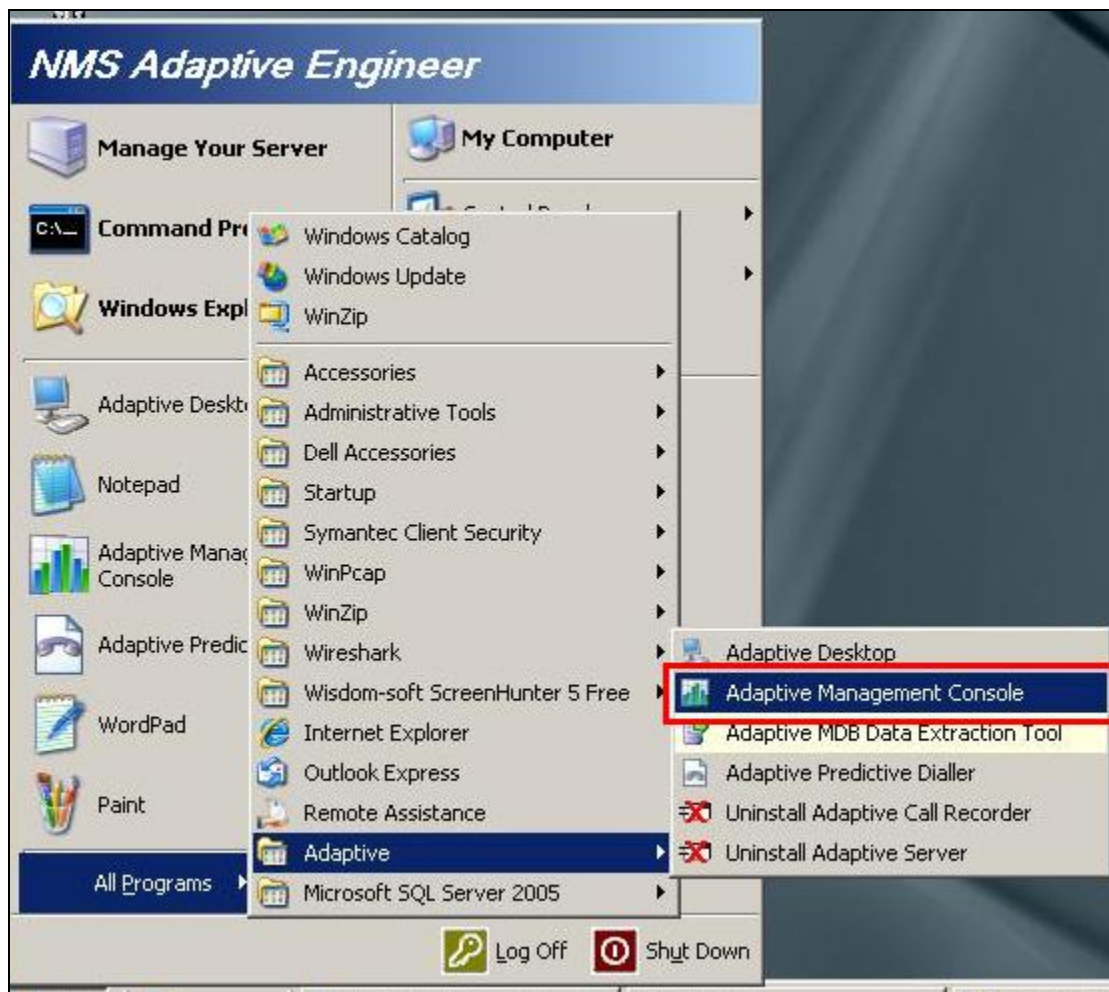 NMS Adaptive Engineer
Manage Your Server
Command Pr
Windows Expl
Adaptive Deskt
Notepad
Adaptive Manag
Console
Adaptive Predic
WordPad
Paint
All Programs
My Computer
Windows Catalog
Windows Update
WinZip
Accessories
Administrative Tools
Dell Accessories
Startup
Symantec Client Security
WinPcap
WinZip
Wireshark
Wisdom-soft ScreenHunter 5 Free
Internet Explorer
Outlook Express
Remote Assistance
Adaptive
Microsoft SQL Server 2005
Adaptive Desktop
Adaptive Management Console
Adaptive MDB Data Extraction Tool
Adaptive Predictive Dialler
Uninstall Adaptive Call Recorder
Uninstall Adaptive Server
Log Off
Shut Down